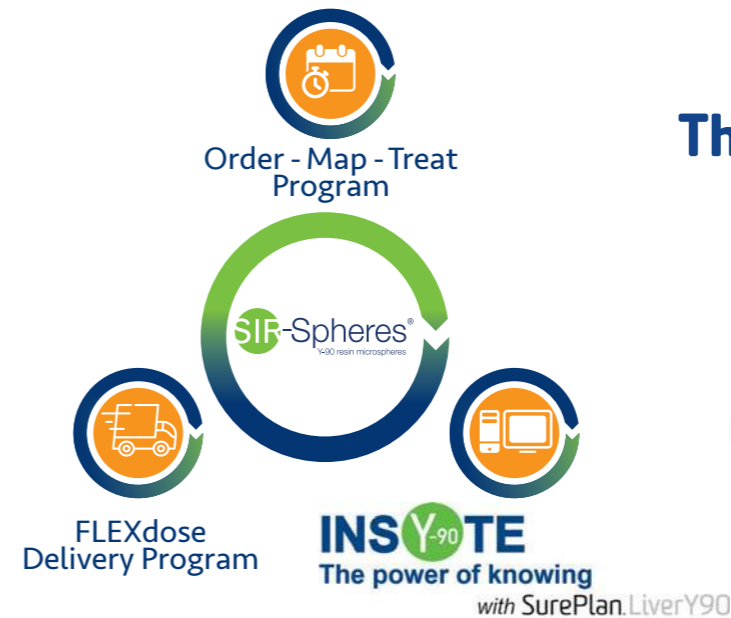 Order - Map - Treat
Program
Th
SIR-Spheres®
Y-90 resin microspheres
FLEXdose
Delivery Program
INSY-90TE
The power of knowing
with SurePlan.LiverY90